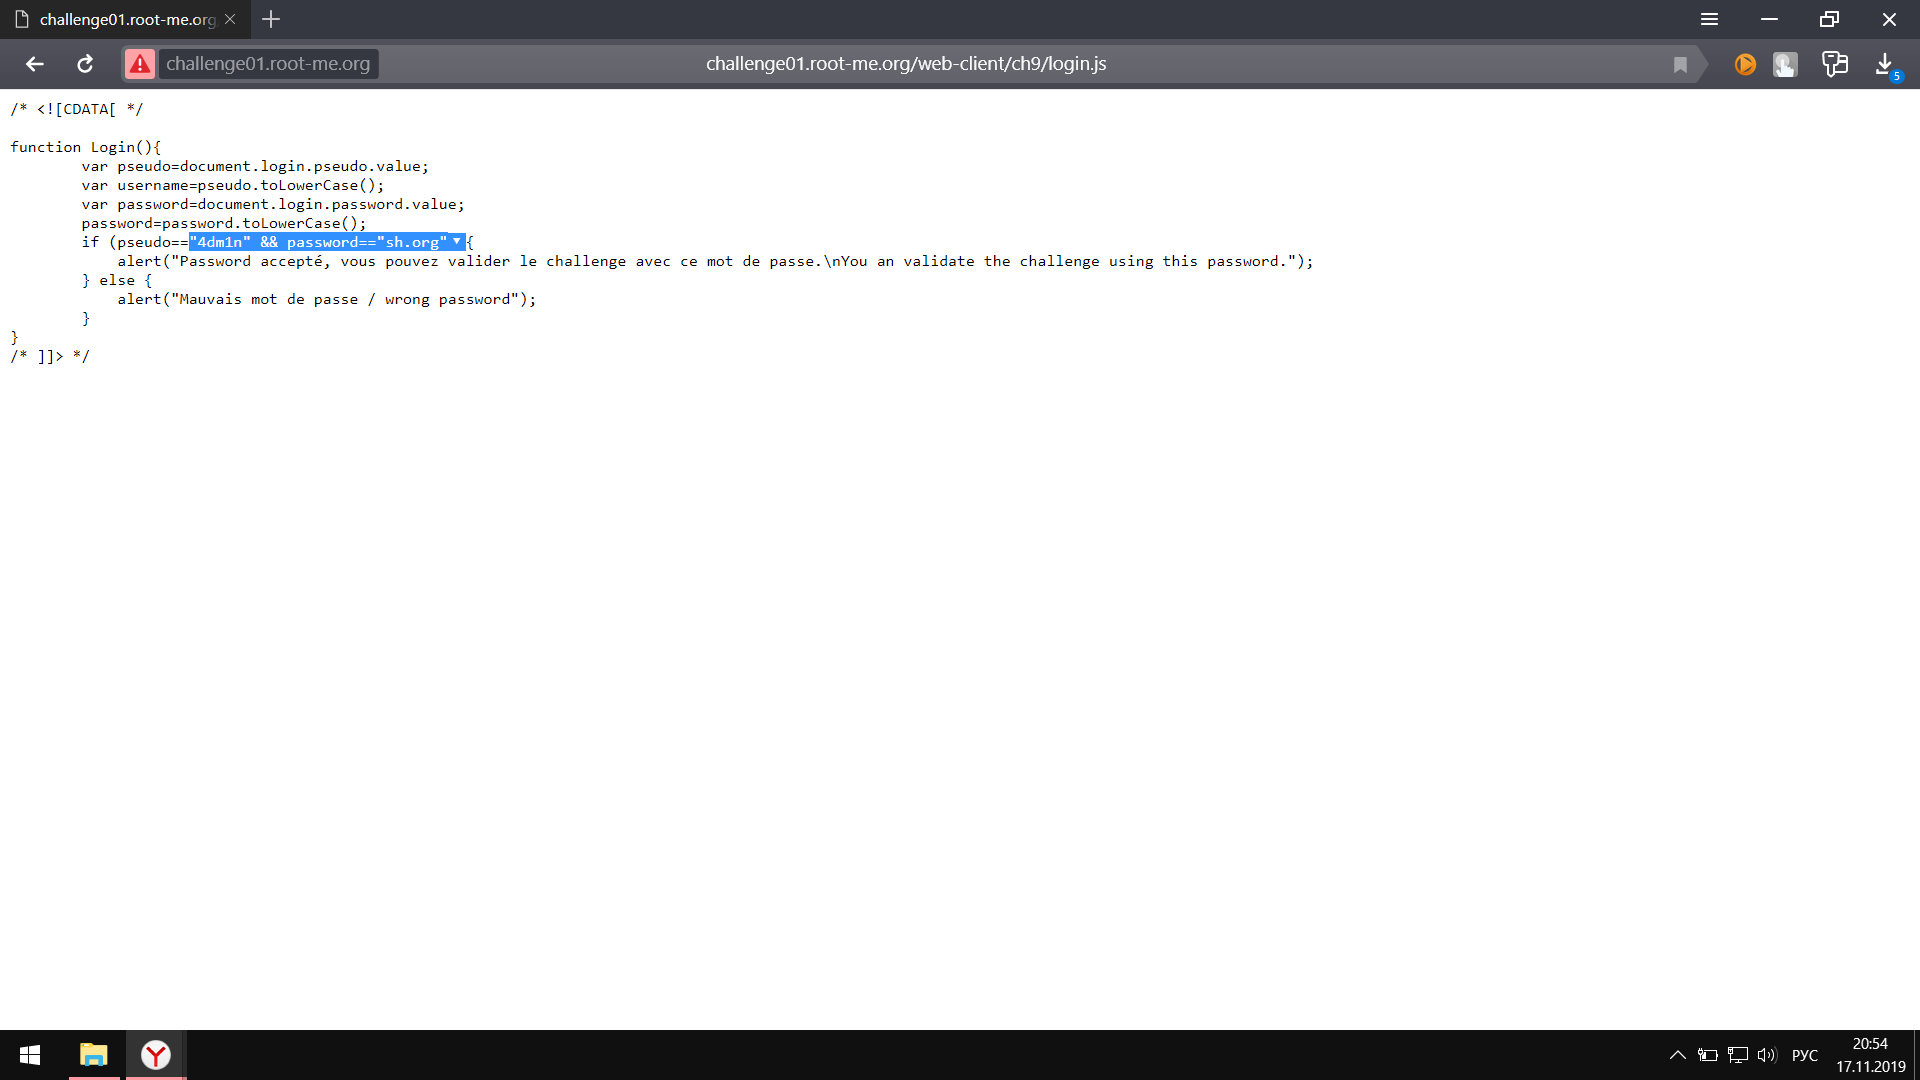 challenge01.root-me.org
challenge01.root-me.org
challenge01.root-me.org/web-client/ch9/login.js
5
/* <![CDATA[ */
function Login(){
var pseudo=document.login.pseudo.value;
var username=pseudo.toLowerCase();
var password=document.login.password.value;
password=password.toLowerCase();
if (pseudo=="4dm1n" && password=="sh.org" {
alert("Password accepté, vous pouvez valider le challenge avec ce mot de passe.\nYou an validate the challenge using this password.");
} else {
alert("Mauvais mot de passe / wrong password");
}
}
/* ]]> */
РУС
20:54
17.11.2019